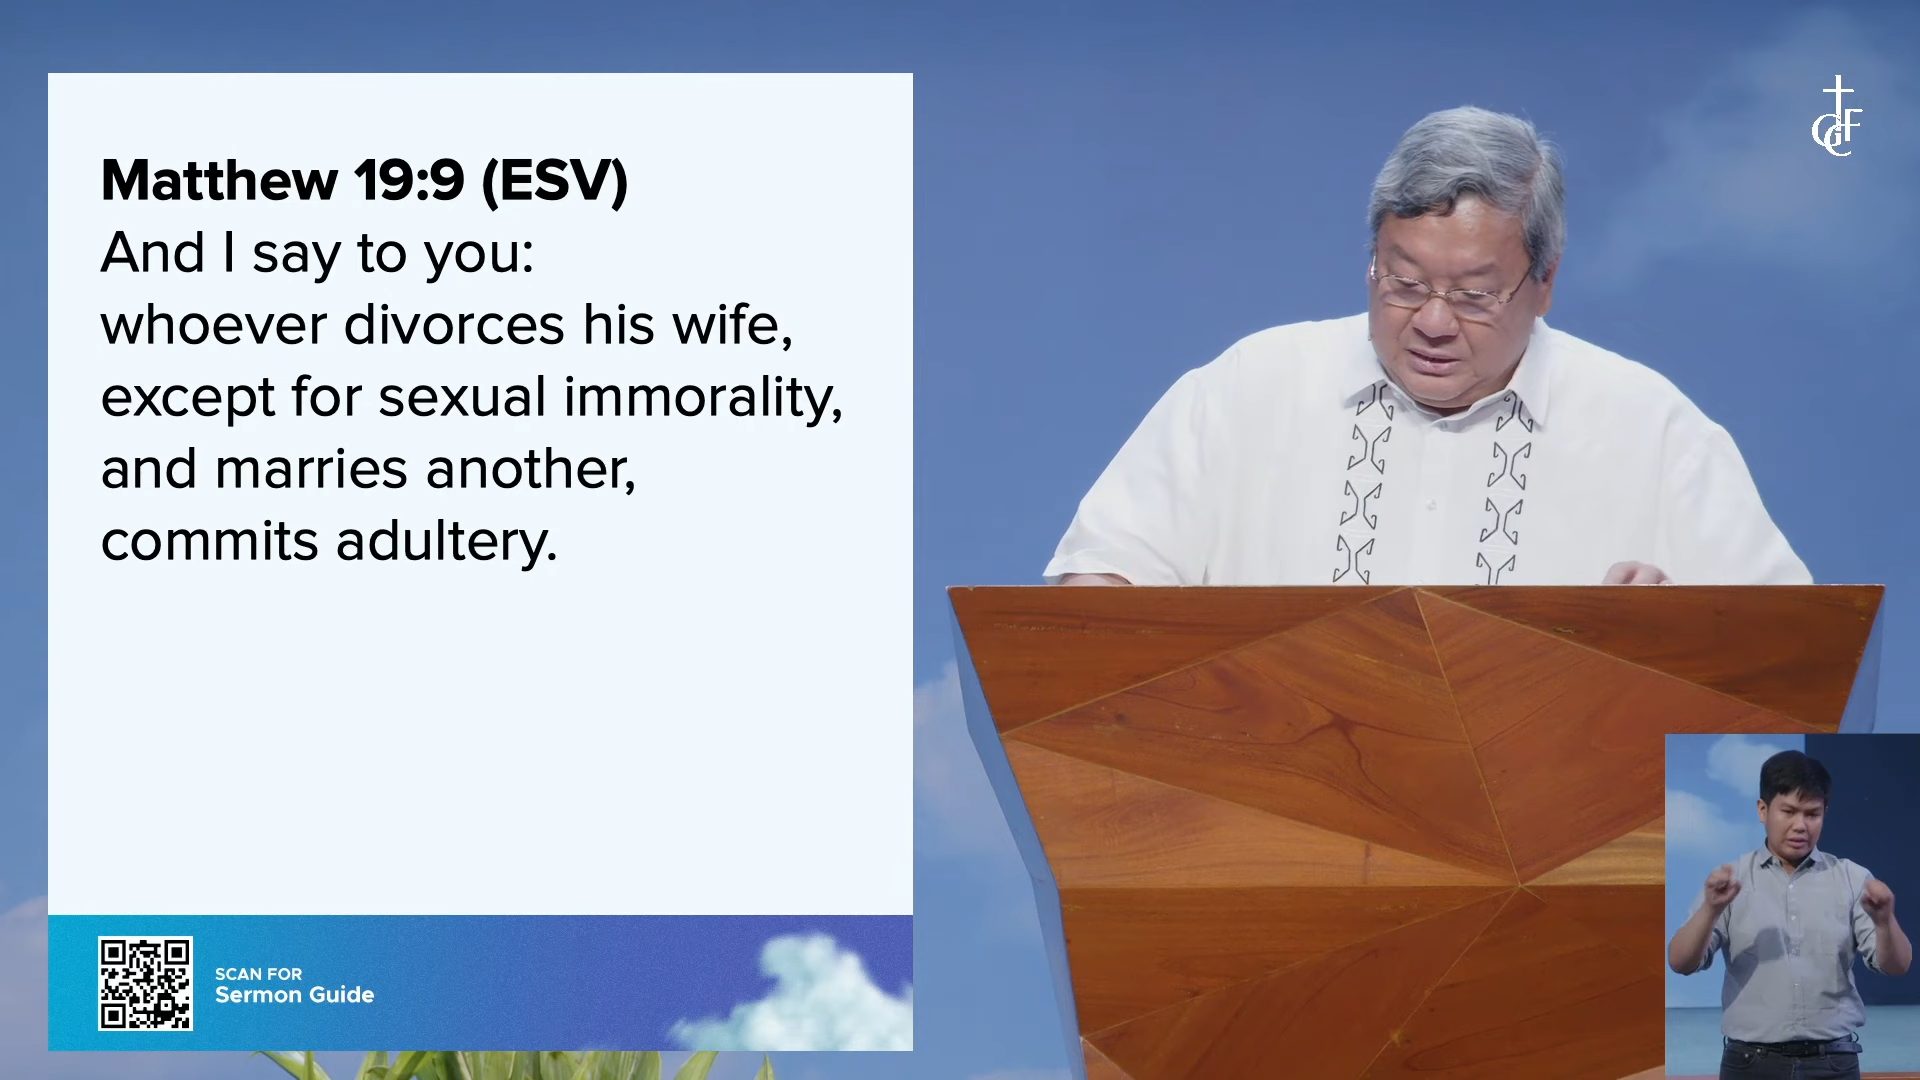 Matthew 19:9 (ESV)
And I say to you:
whoever divorces his wife,
except for sexual immorality,
and marries another,
commits adultery.
SCAN FOR
Sermon Guide
GCF